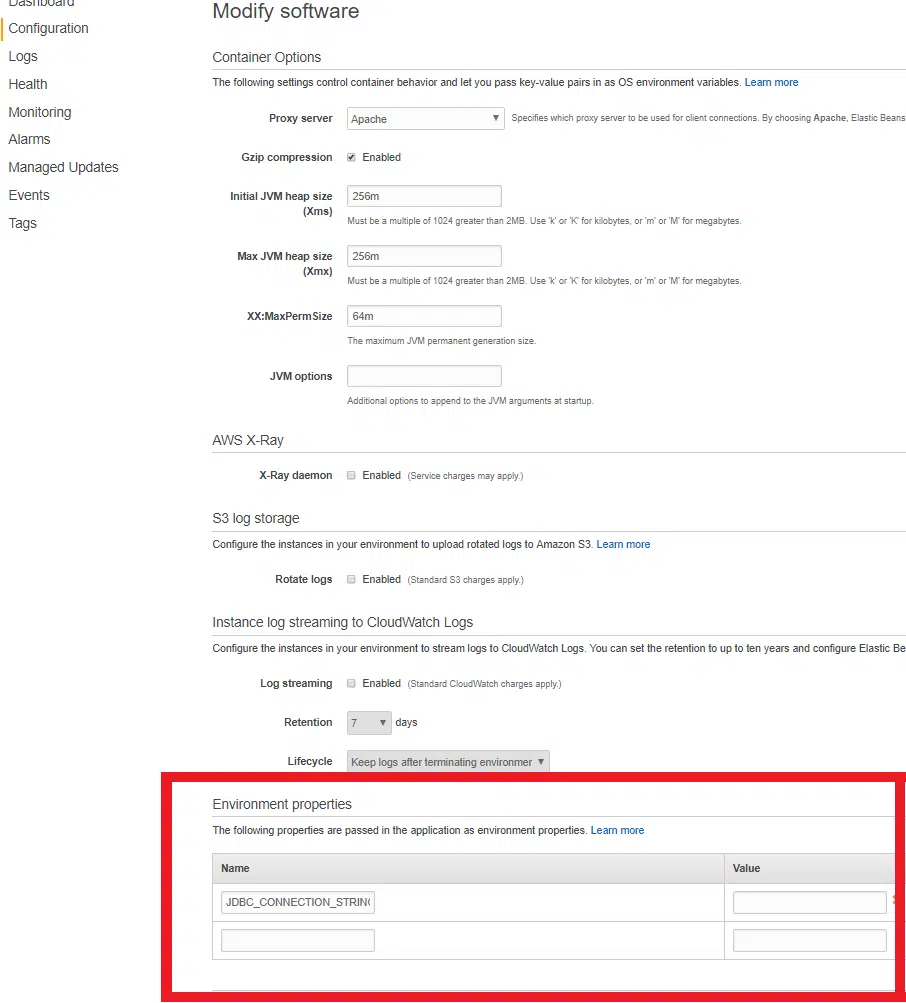 Dashboard
Configuration
Logs
Health
Monitoring
Alarms
Managed Updates
Events
Tags
Modify software
Container Options
The following settings control container behavior and let you pass key-value pairs in as OS environment variables. Learn more
Proxy server Apache Specifies which proxy server to be used for client connections. By choosing Apache, Elastic Beans
Gzip compression Enabled
Initial JVM heap size 256m
(Xms)
Must be a multiple of 1024 greater than 2MB. Use 'k' or 'K' for kilobytes, or 'm' or 'M' for megabytes.
Max JVM heap size 256m
(Xmx)
Must be a multiple of 1024 greater than 2MB. Use 'k' or 'K' for kilobytes, or 'm' or 'M' for megabytes.
XX:MaxPermSize 64m
The maximum JVM permanent generation size.
JVM options
Additional options to append to the JVM arguments at startup.
AWS X-Ray
X-Ray daemon Enabled (Service charges may apply.)
S3 log storage
Configure the instances in your environment to upload rotated logs to Amazon S3. Learn more
Rotate logs Enabled (Standard S3 charges apply.)
Instance log streaming to CloudWatch Logs
Configure the instances in your environment to stream logs to CloudWatch Logs. You can set the retention to up to ten years and configure Elastic Be
Log streaming Enabled (Standard CloudWatch charges apply.)
Retention 7 days
Lifecycle Keep logs after terminating environmer
Environment properties
The following properties are passed in the application as environment properties. Learn more
Name Value
JDBC_CONNECTION_STRING